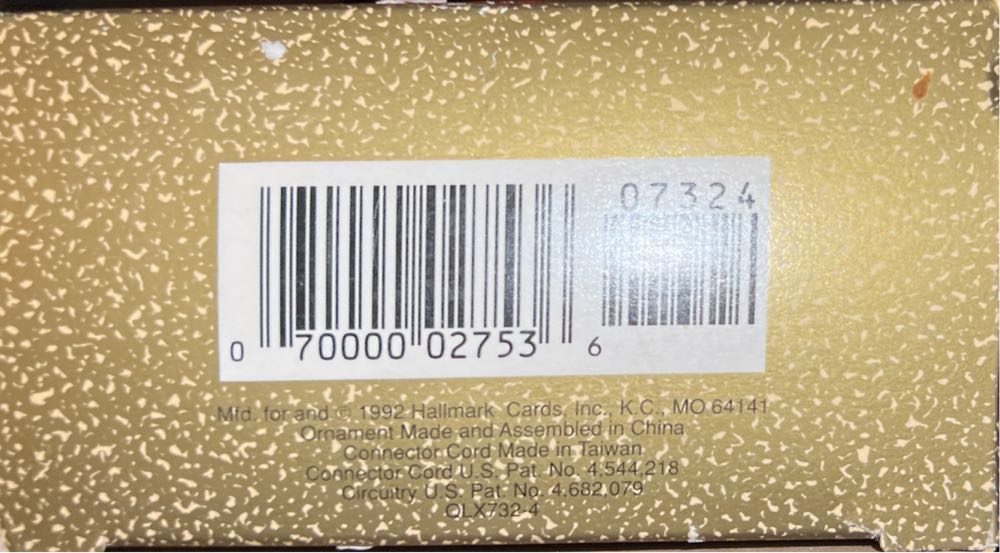 07324
0 70000 02753 6
Mfd. for and © 1992 Hallmark Cards, Inc., K.C., MO 64141
Ornament Made and Assembled in China
Connector Cord Made in Taiwan
Connector Cord U.S. Pat. No. 4,544,218
Circuitry U.S. Pat. No. 4,682,079
QLX732-4